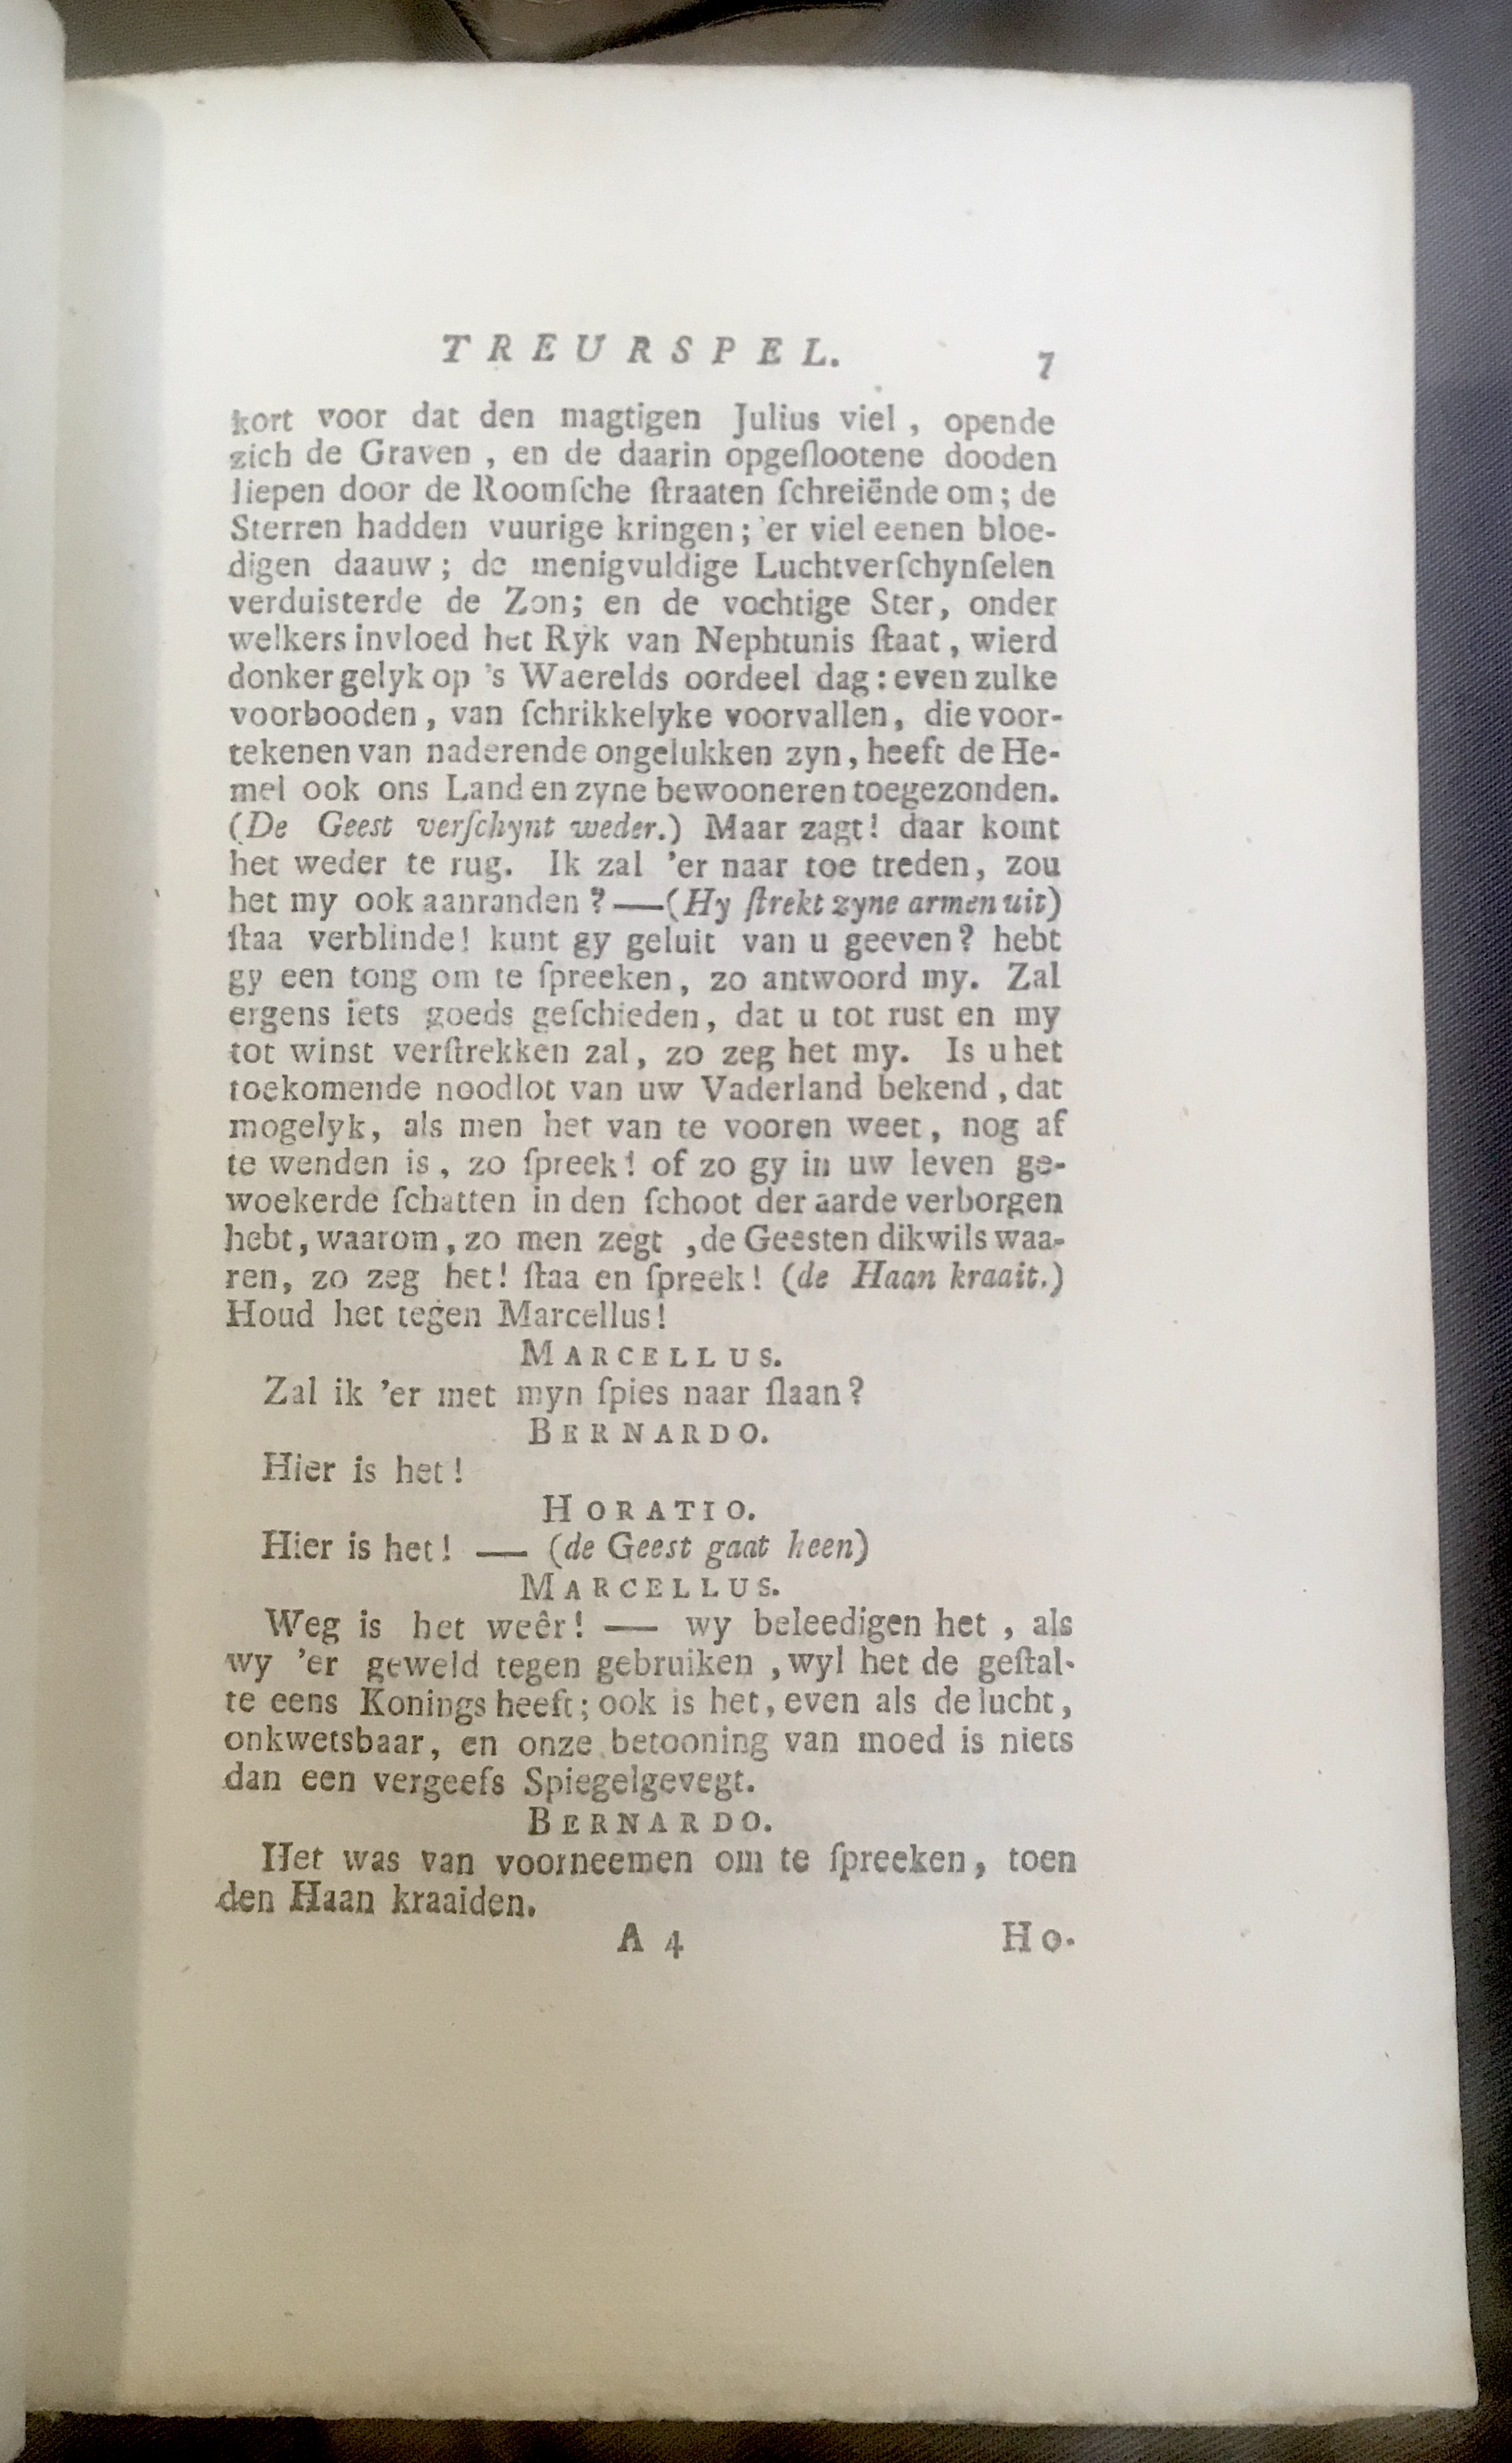 TREURSPEL. 7
kort voor dat den magtigen Julius viel, opende
zich de Graven, en de daarin opgeſlootene dooden
liepen door de Roomſche ſtraaten ſchreiënde om; de
Sterren hadden vuurige kringen; 'er viel eenen bloe-
digen daauw; de menigvuldige Luchtverſchynſelen
verduisterde de Zon; en de vochtige Ster, onder
welkers invloed het Ryk van Nephtunis ſtaat, wierd
donker gelyk op 's Waerelds oordeel dag: even zulke
voorbooden, van ſchrikkelyke voorvallen, die voor-
tekenen van naderende ongelukken zyn, heeft de He-
mel ook ons Land en zyne bewooneren toegezonden.
(De Geest verſchynt weder.) Maar zagt! daar komt
het weder te rug. Ik zal 'er naar toe treden, zou
het my ook aanranden? —(Hy ſtrekt zyne armen uit)
ſtaa verblinde! kunt gy geluit van u geeven? hebt
gy een tong om te ſpreeken, zo antwoord my. Zal
ergens iets goeds geſchieden, dat u tot rust en my
tot winst verſtrekken zal, zo zeg het my. Is u het
toekomende noodlot van uw Vaderland bekend, dat
mogelyk, als men het van te vooren weet, nog af
te wenden is, zo ſpreek! of zo gy in uw leven ge-
woekerde ſchatten in den ſchoot der aarde verborgen
hebt, waarom, zo men zegt, de Geesten dikwils waa-
ren, zo zeg het! ſtaa en ſpreek! (de Haan kraait.)
Houd het tegen Marcellus!
MARCELLUS.
Zal ik 'er met myn ſpies naar ſlaan?
BERNARDO.
Hier is het!
HORATIO.
Hier is het! — (de Geest gaat heen)
MARCELLUS.
Weg is het weêr! — wy beleedigen het, als
wy 'er geweld tegen gebruiken, wyl het de geſtal-
te eens Konings heeft; ook is het, even als de lucht,
onkwetsbaar, en onze betooning van moed is niets
dan een vergeefs Spiegelgevegt.
BERNARDO.
Het was van voorneemen om te ſpreeken, toen
den Haan kraaiden.
A 4 HO-